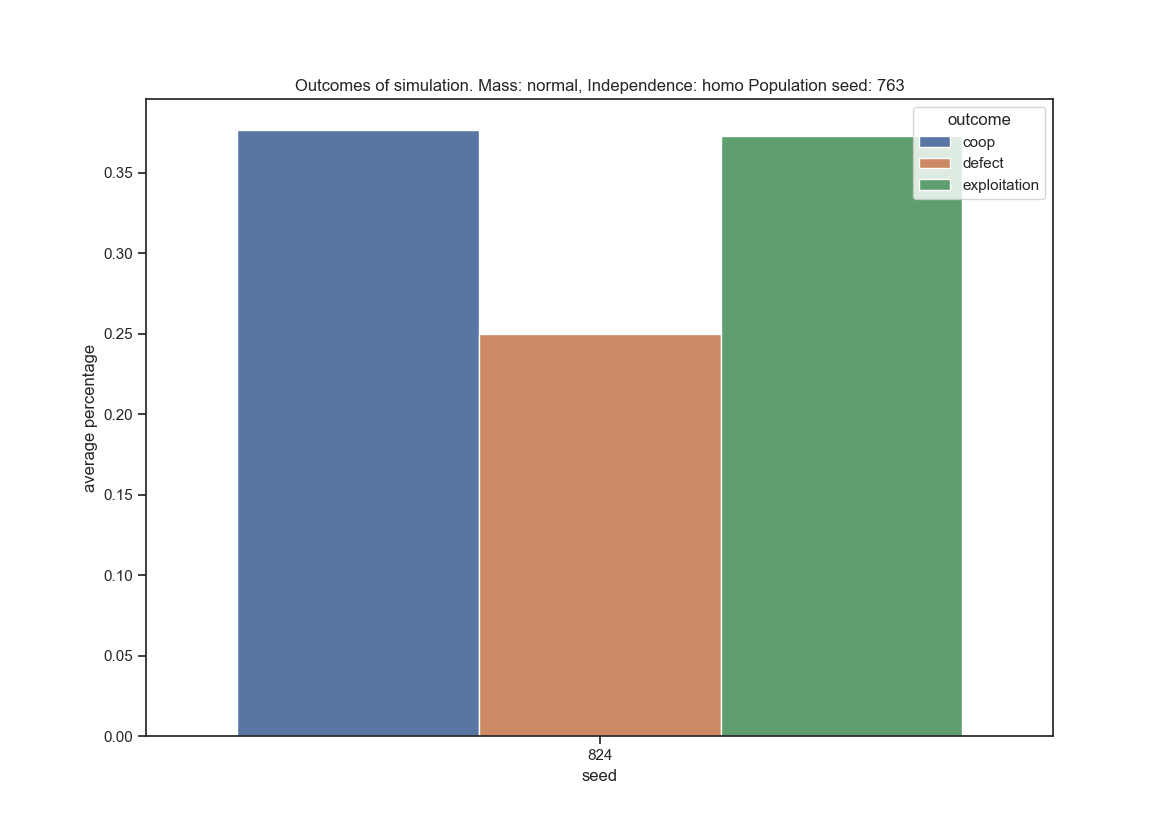 Outcomes of simulation. Mass: normal, Independence: homo Population seed: 763
outcome
coop
defect
exploitation
0.35
0.30
0.25
0.20
0.15
0.10
0.05
0.00
average percentage
824
seed